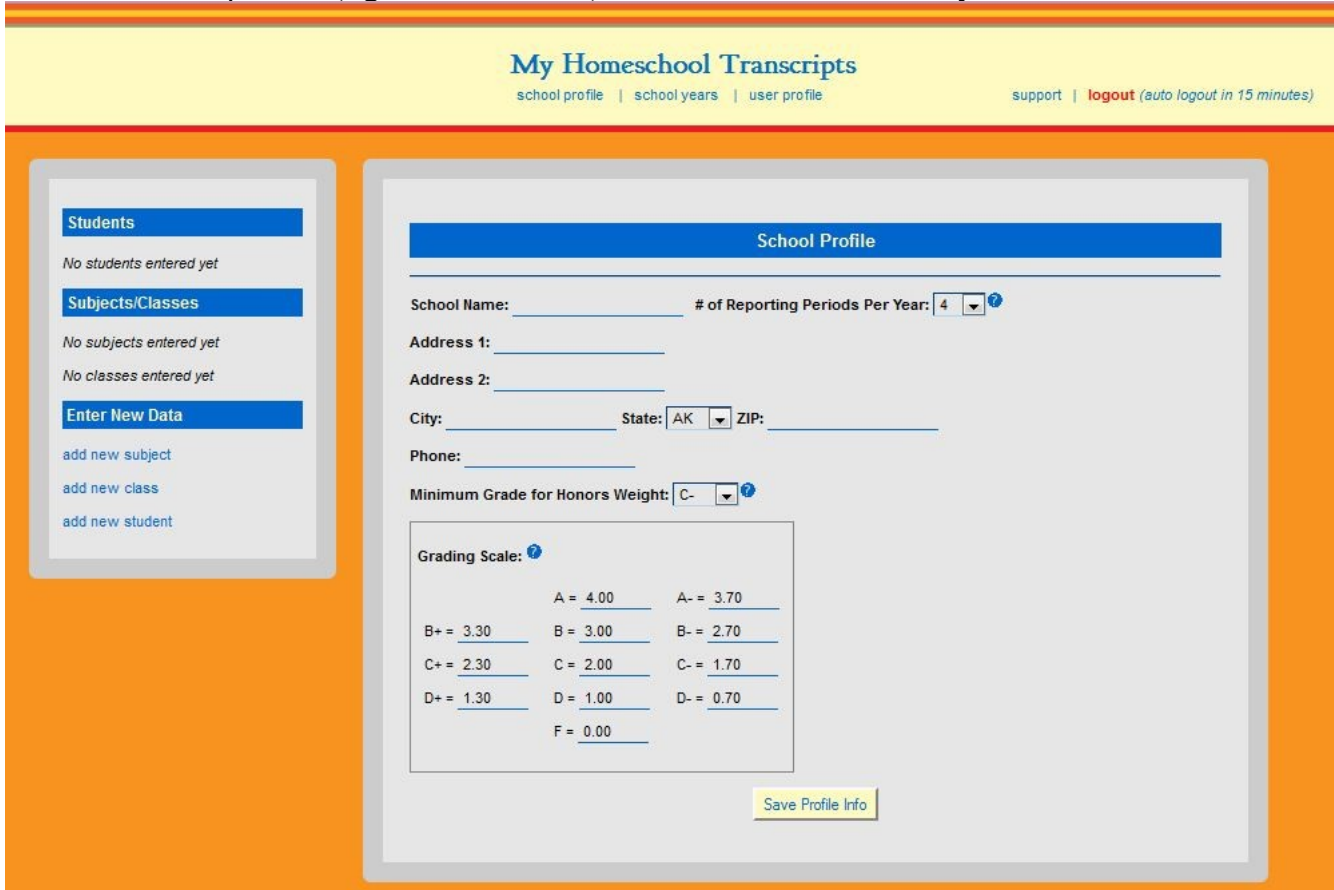 My Homeschool Transcripts
school profile | school years | user profile
support | logout (auto logout in 15 minutes)
Students
No students entered yet
Subjects/Classes
No subjects entered yet
No classes entered yet
Enter New Data
add new subject
add new class
add new student
School Profile
School Name: # of Reporting Periods Per Year: 4 ?
Address 1:
Address 2:
City: State: AK ZIP:
Phone:
Minimum Grade for Honors Weight: C- ?
Grading Scale: ?
A = 4.00 A- = 3.70
B+ = 3.30 B = 3.00 B- = 2.70
C+ = 2.30 C = 2.00 C- = 1.70
D+ = 1.30 D = 1.00 D- = 0.70
F = 0.00
Save Profile Info